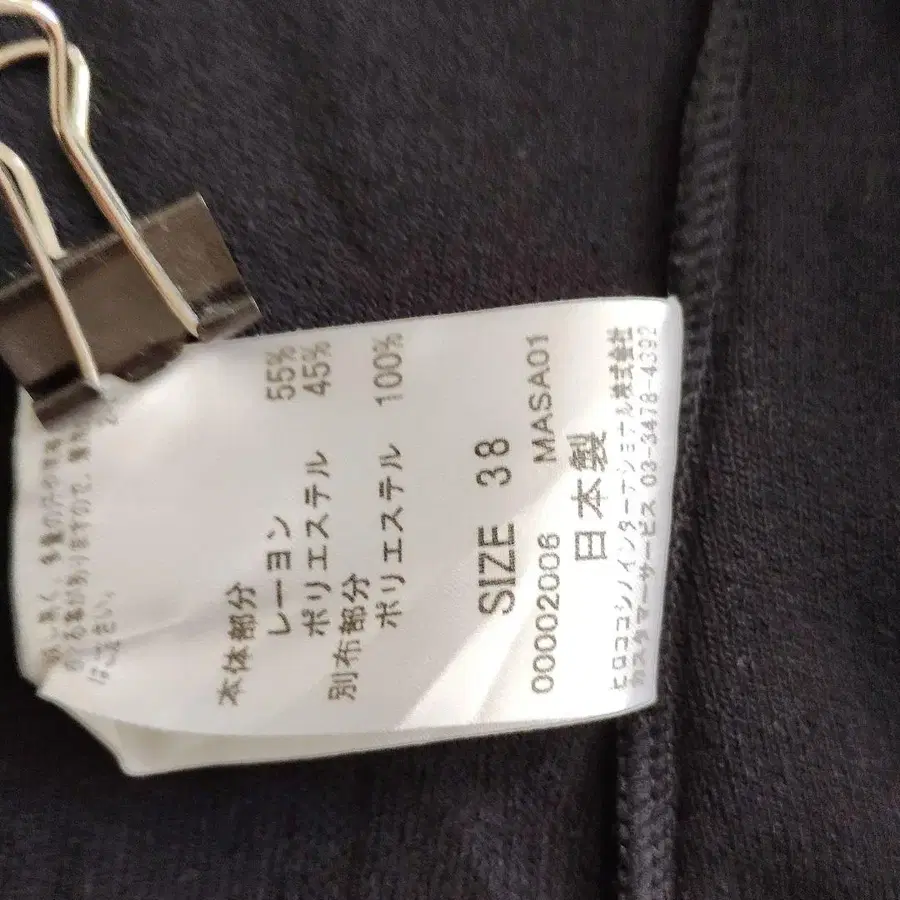 本体部分
レーヨン 55%
ポリエステル 45%
別布部分
ポリエステル 100%
SIZE 38
00002006 MASA01
日本製
ヒロココシノインターナショナル株式会社
カスタマーサービス 03-3478-4392